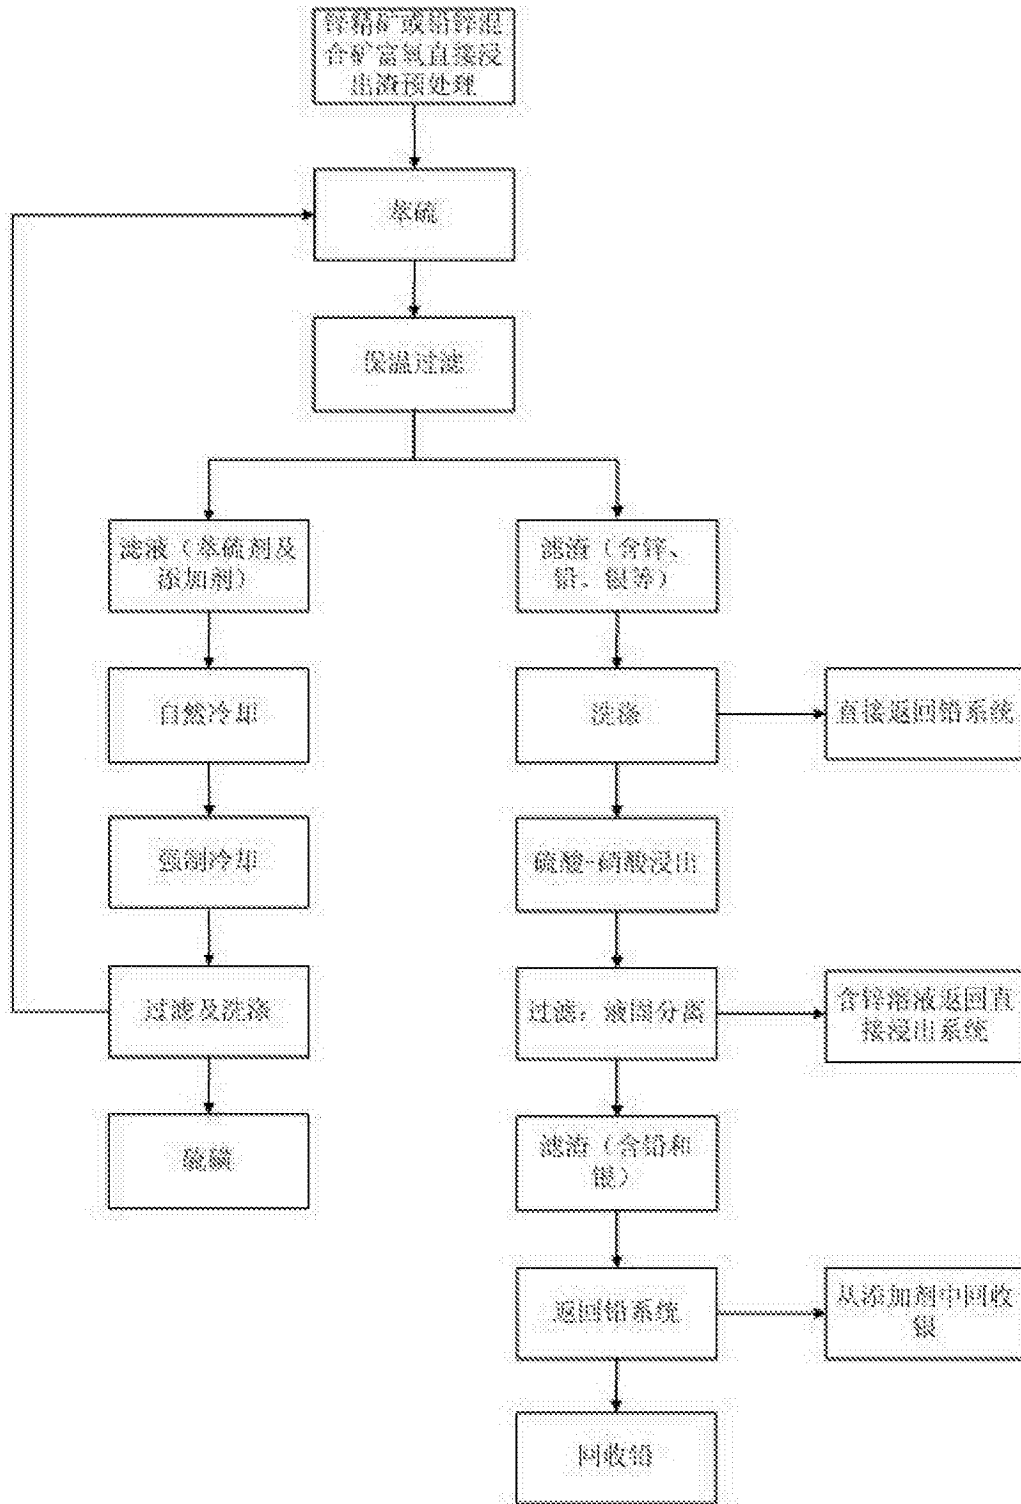 锌精矿或铅锌混
合矿富氧直接浸
出渣预处理
萃硫
保温过滤
滤液（萃硫剂及
添加剂）
滤渣（含锌、
铅、银等）
自然冷却
洗涤
直接返回铅系统
强制冷却
硫酸-硝酸浸出
过滤及洗涤
过滤：液固分离
含锌溶液返回直
接浸出系统
硫磺
滤渣（含铅和
银）
返回铅系统
从添加剂中回收
银
回收铅